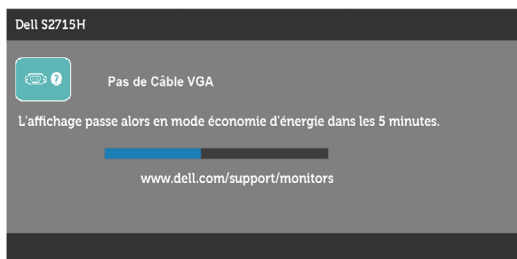 Dell S2715H
Pas de Câble VGA
L'affichage passe alors en mode économie d'énergie dans les 5 minutes.
www.dell.com/support/monitors